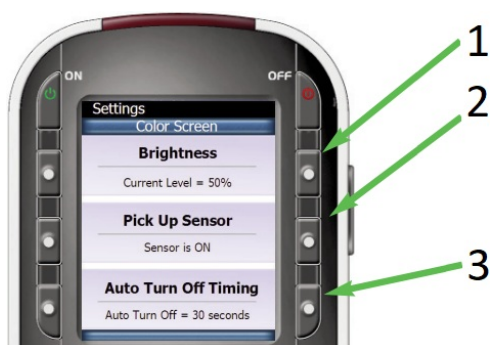 ON
OFF
Settings
Color Screen
Brightness
Current Level = 50%
Pick Up Sensor
Sensor is ON
Auto Turn Off Timing
Auto Turn Off = 30 seconds
1
2
3